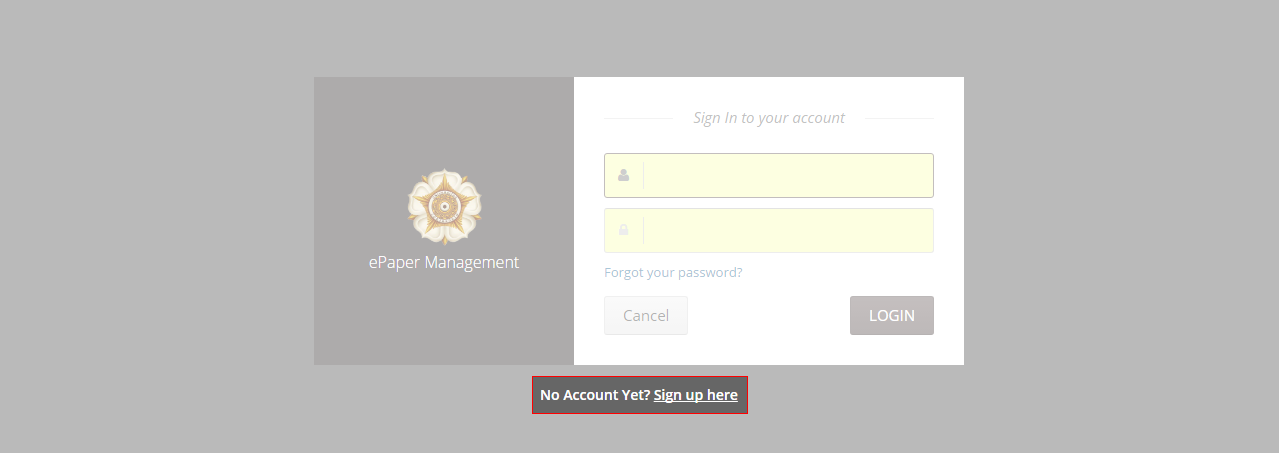 Sign In to your account
ePaper Management
Forgot your password?
Cancel
LOGIN
No Account Yet? Sign up here